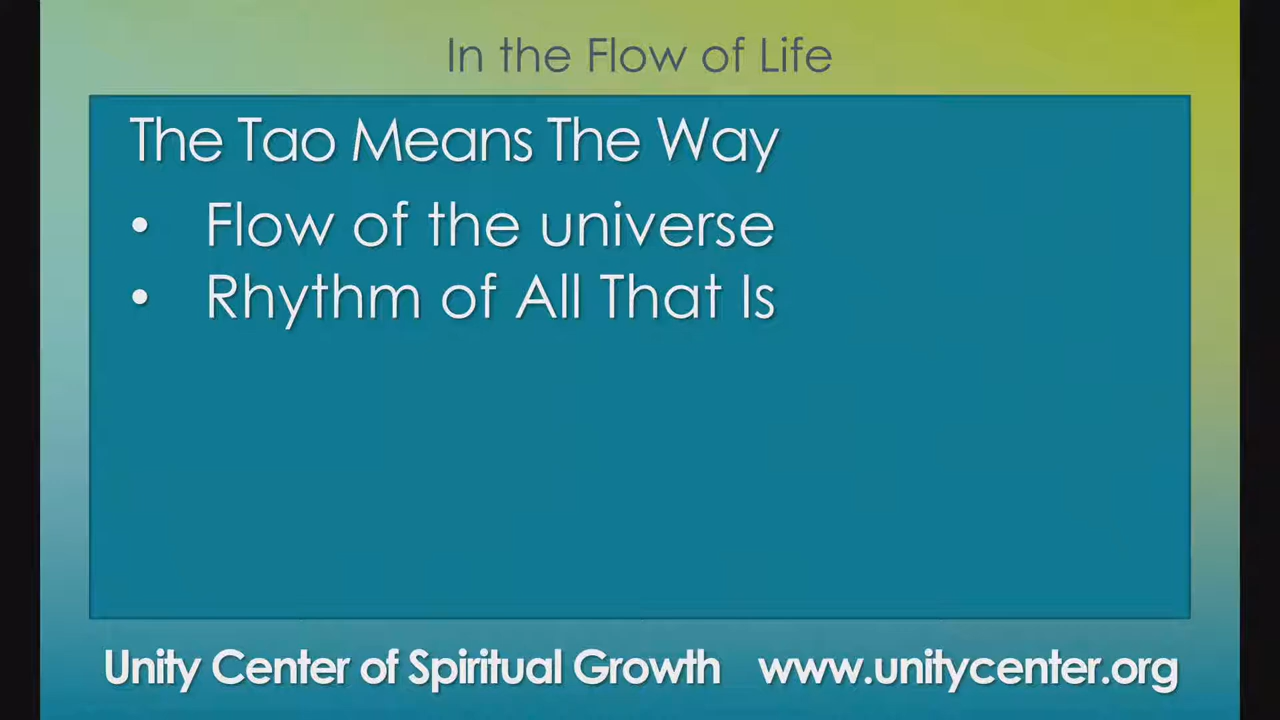 In the Flow of Life
The Tao Means The Way
• Flow of the universe
• Rhythm of All That Is
Unity Center of Spiritual Growth www.unitycenter.org